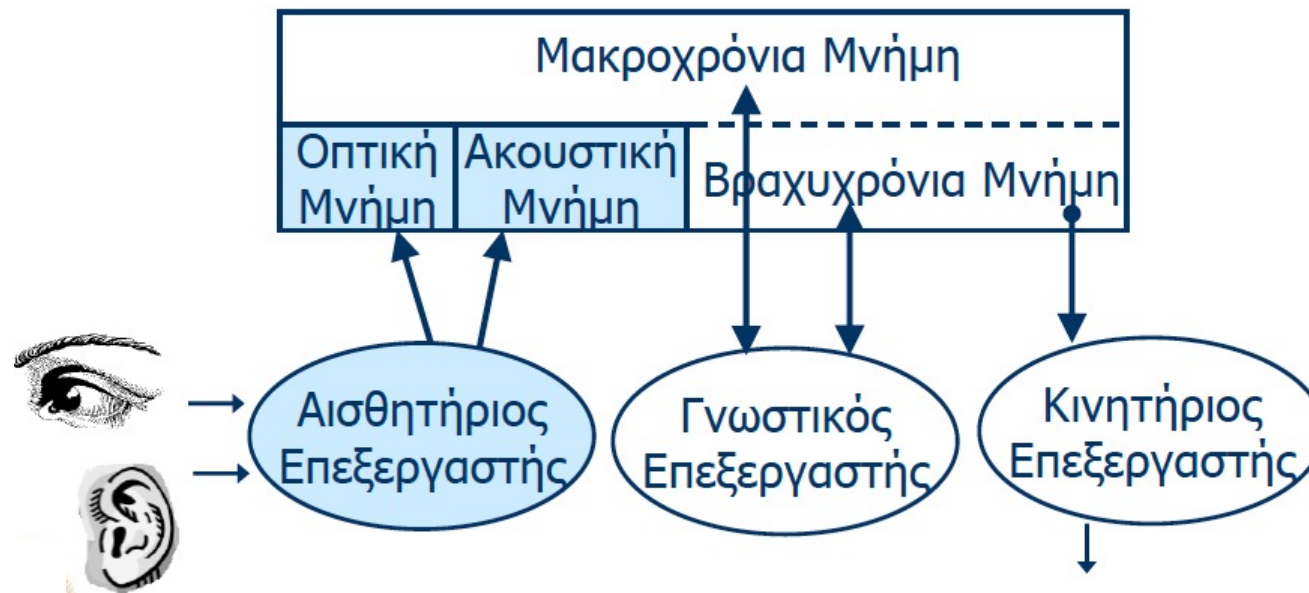 Μακροχρόνια Μνήμη
Οπτική
Μνήμη
Ακουστική
Μνήμη
Βραχυχρόνια Μνήμη
Αισθητήριος
Επεξεργαστής
Γνωστικός
Επεξεργαστής
Κινητήριος
Επεξεργαστής